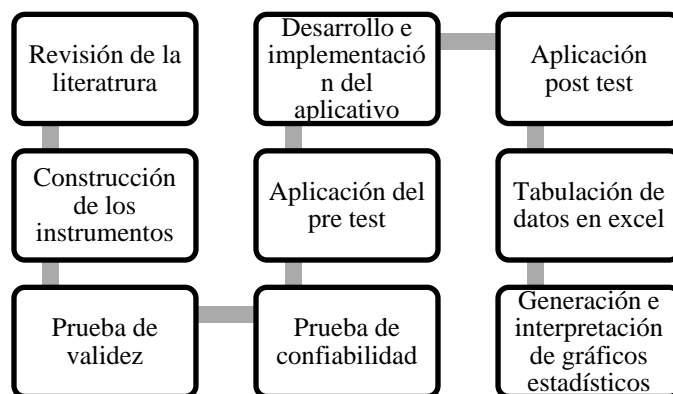 Revisión de la
literatrura
Construcción
de los
instrumentos
Prueba de
validez
Prueba de
confiabilidad
Aplicación del
pre test
Desarrollo e
implementació
n del
aplicativo
Aplicación
post test
Tabulación de
datos en excel
Generación e
interpretación
de gráficos
estadísticos